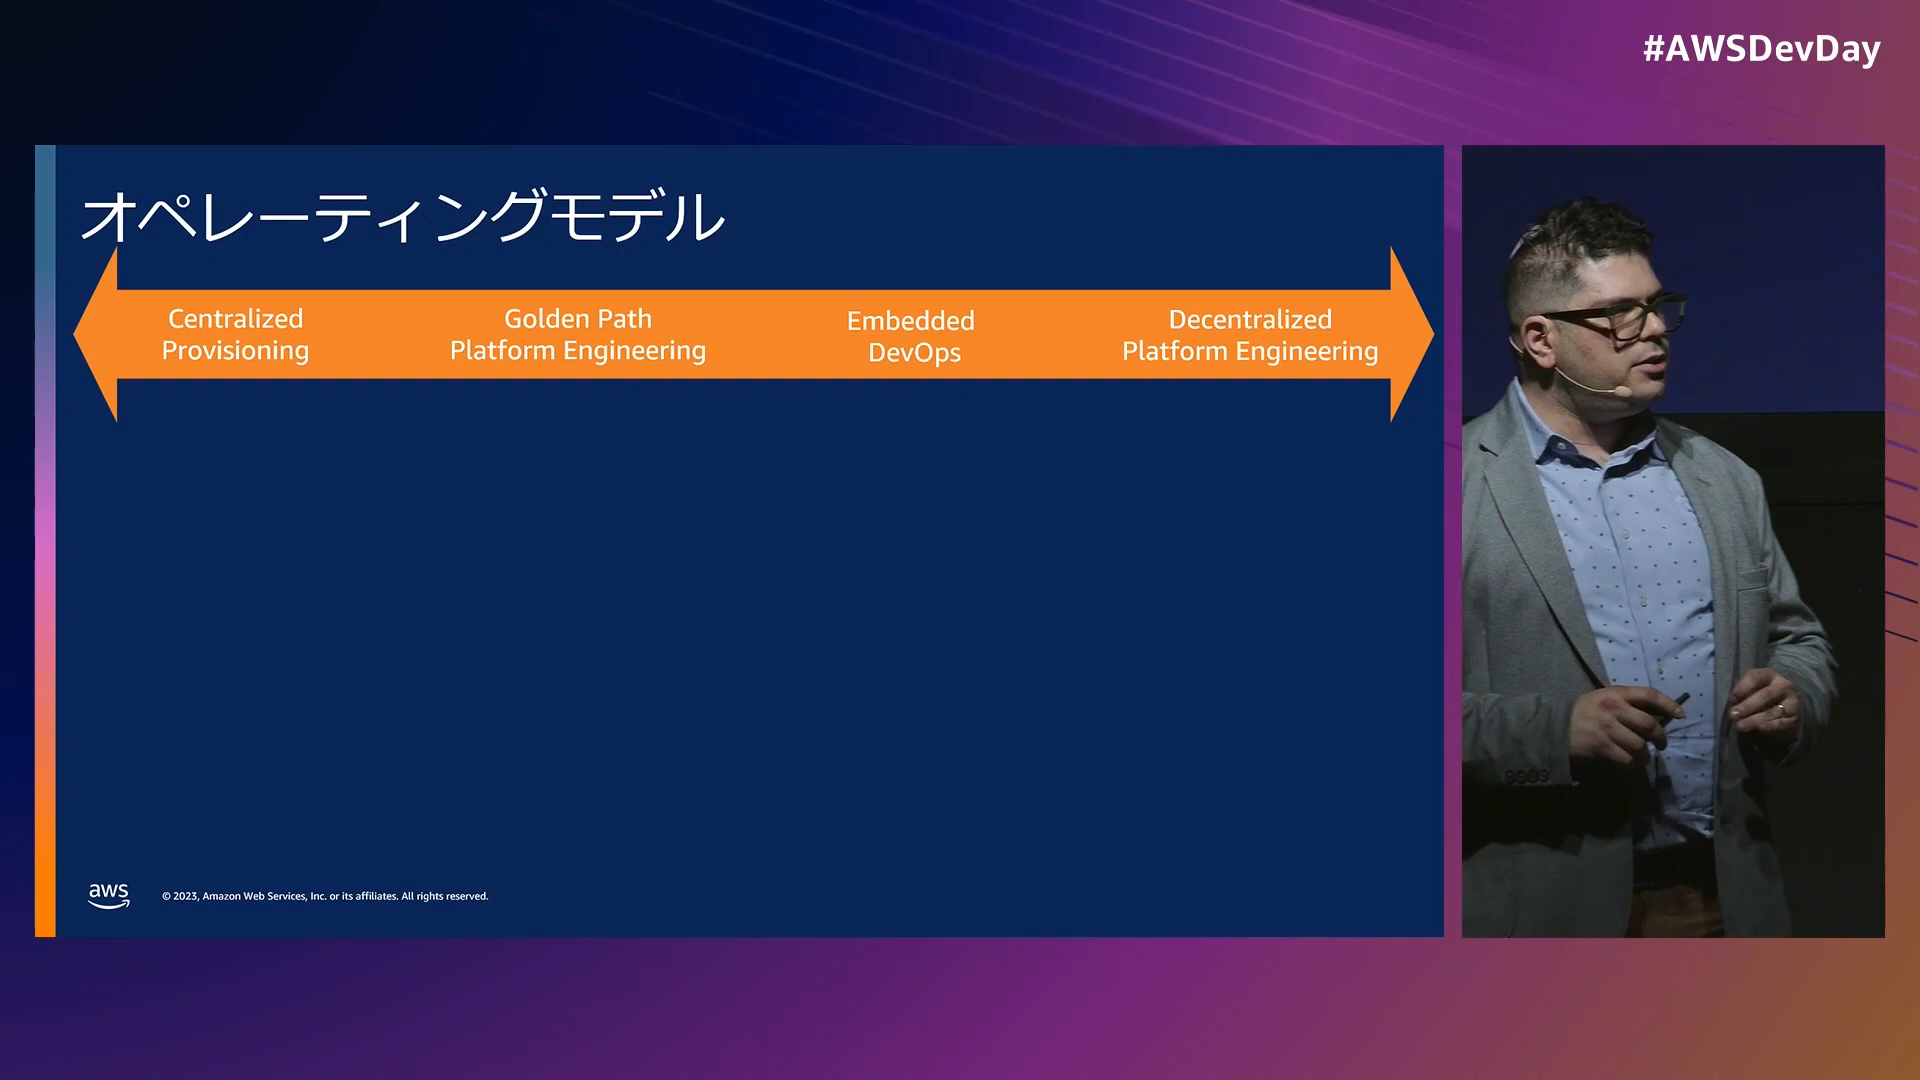 #AWSDevDay
オペレーティングモデル
Centralized
Provisioning
Golden Path
Platform Engineering
Embedded
DevOps
Decentralized
Platform Engineering
aws
© 2023, Amazon Web Services, Inc. or its affiliates. All rights reserved.